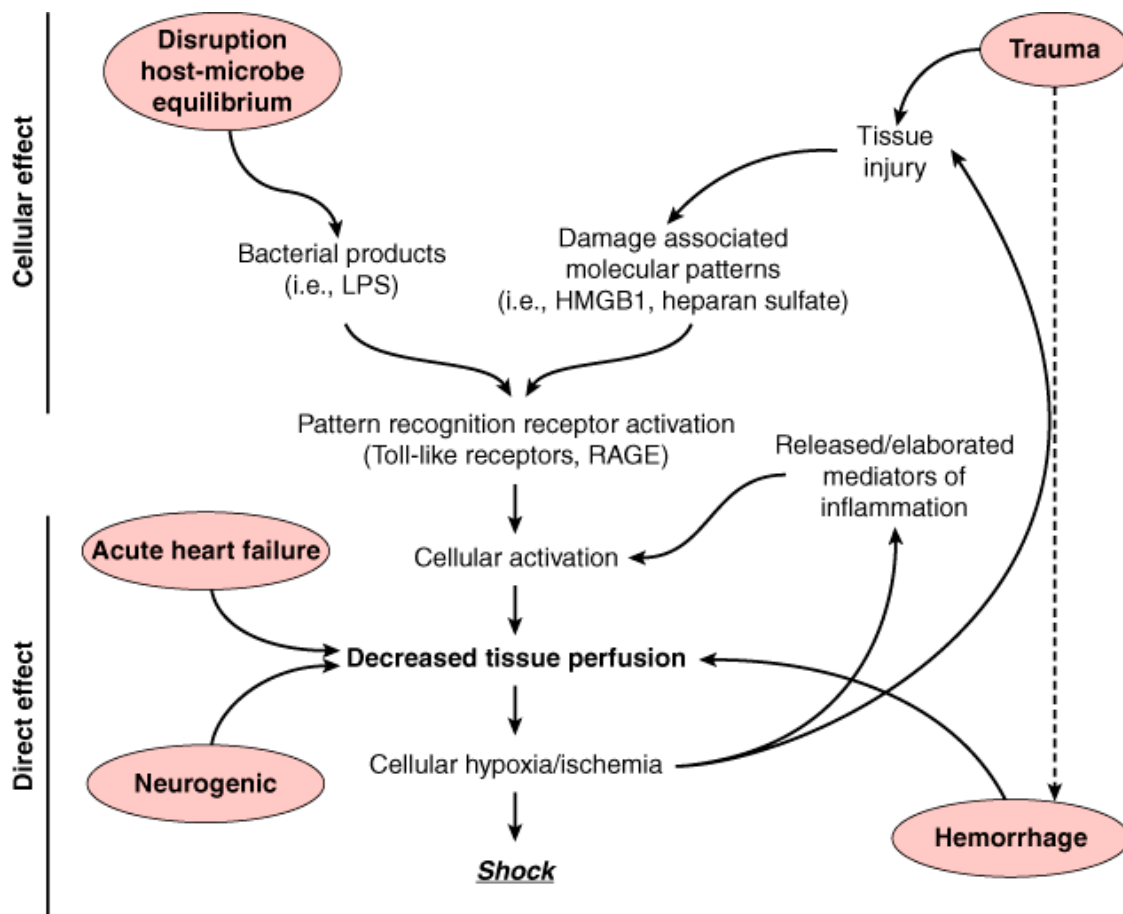 Cellular effect
Disruption
host-microbe
equilibrium
Trauma
Tissue
injury
Bacterial products
(i.e., LPS)
Damage associated
molecular patterns
(i.e., HMGB1, heparan sulfate)
Pattern recognition receptor activation
(Toll-like receptors, RAGE)
Released/elaborated
mediators of
inflammation
Direct effect
Acute heart failure
Cellular activation
Decreased tissue perfusion
Neurogenic
Cellular hypoxia/ischemia
Hemorrhage
Shock